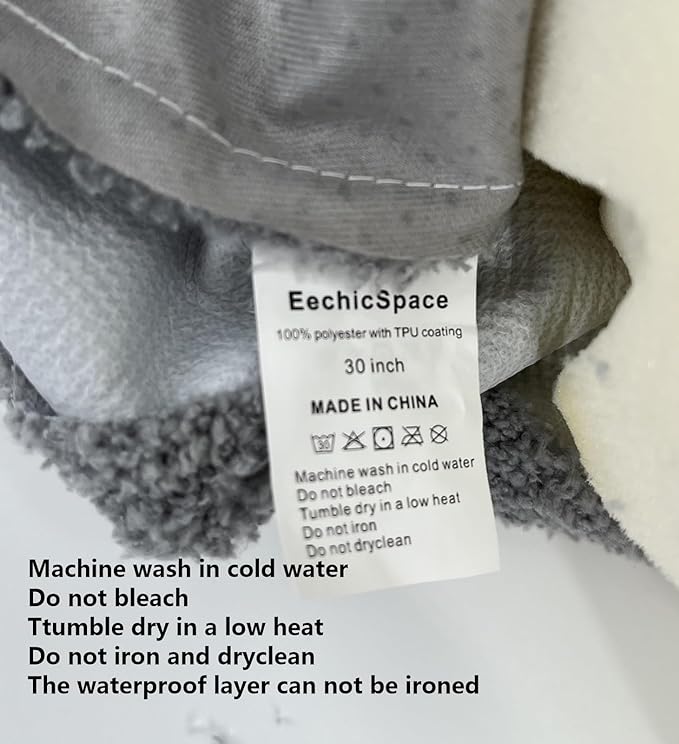 EechicSpace
100% polyester with TPU coating
30 inch
MADE IN CHINA
30
Machine wash in cold water
Do not bleach
Tumble dry in a low heat
Do not iron
Do not dryclean
Machine wash in cold water
Do not bleach
Ttumble dry in a low heat
Do not iron and dryclean
The waterproof layer can not be ironed